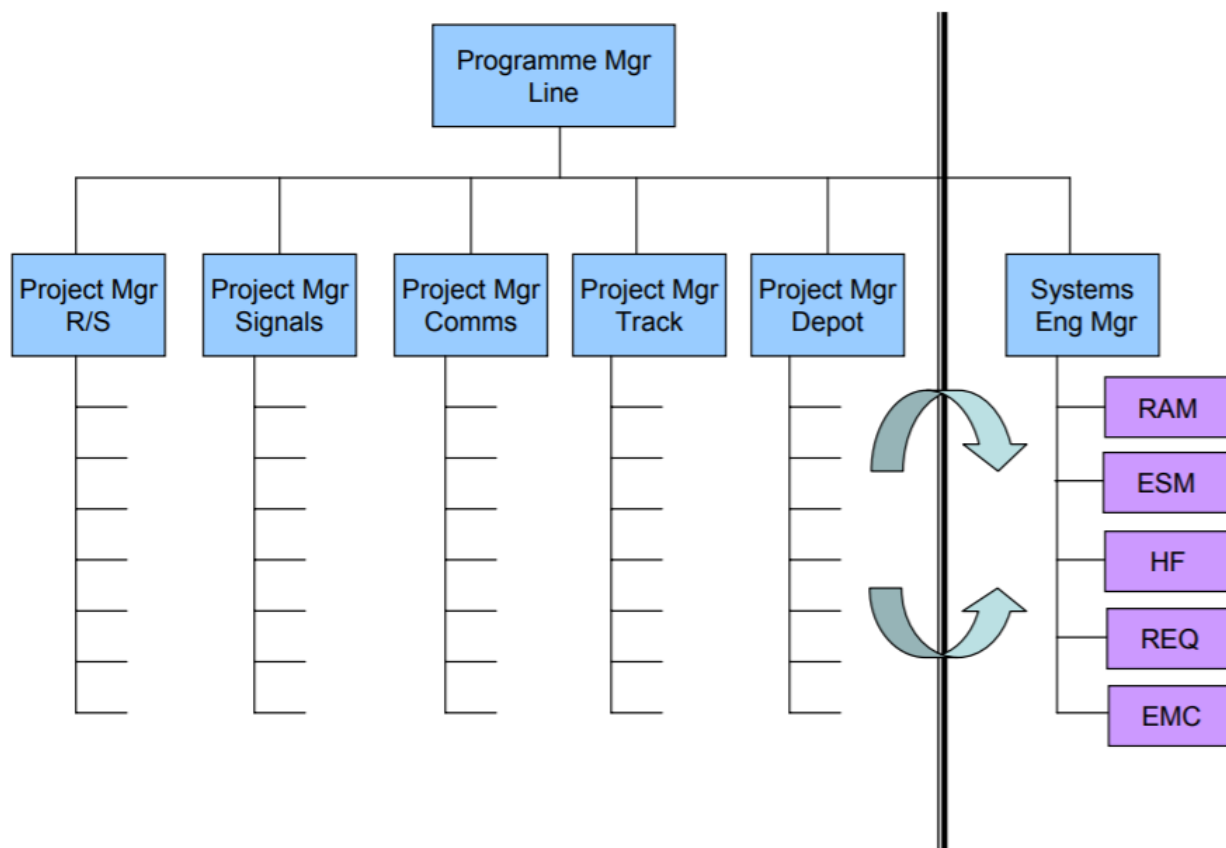 Programme Mgr
Line
Project Mgr
R/S
Project Mgr
Signals
Project Mgr
Comms
Project Mgr
Track
Project Mgr
Depot
Systems
Eng Mgr
RAM
ESM
HF
REQ
EMC